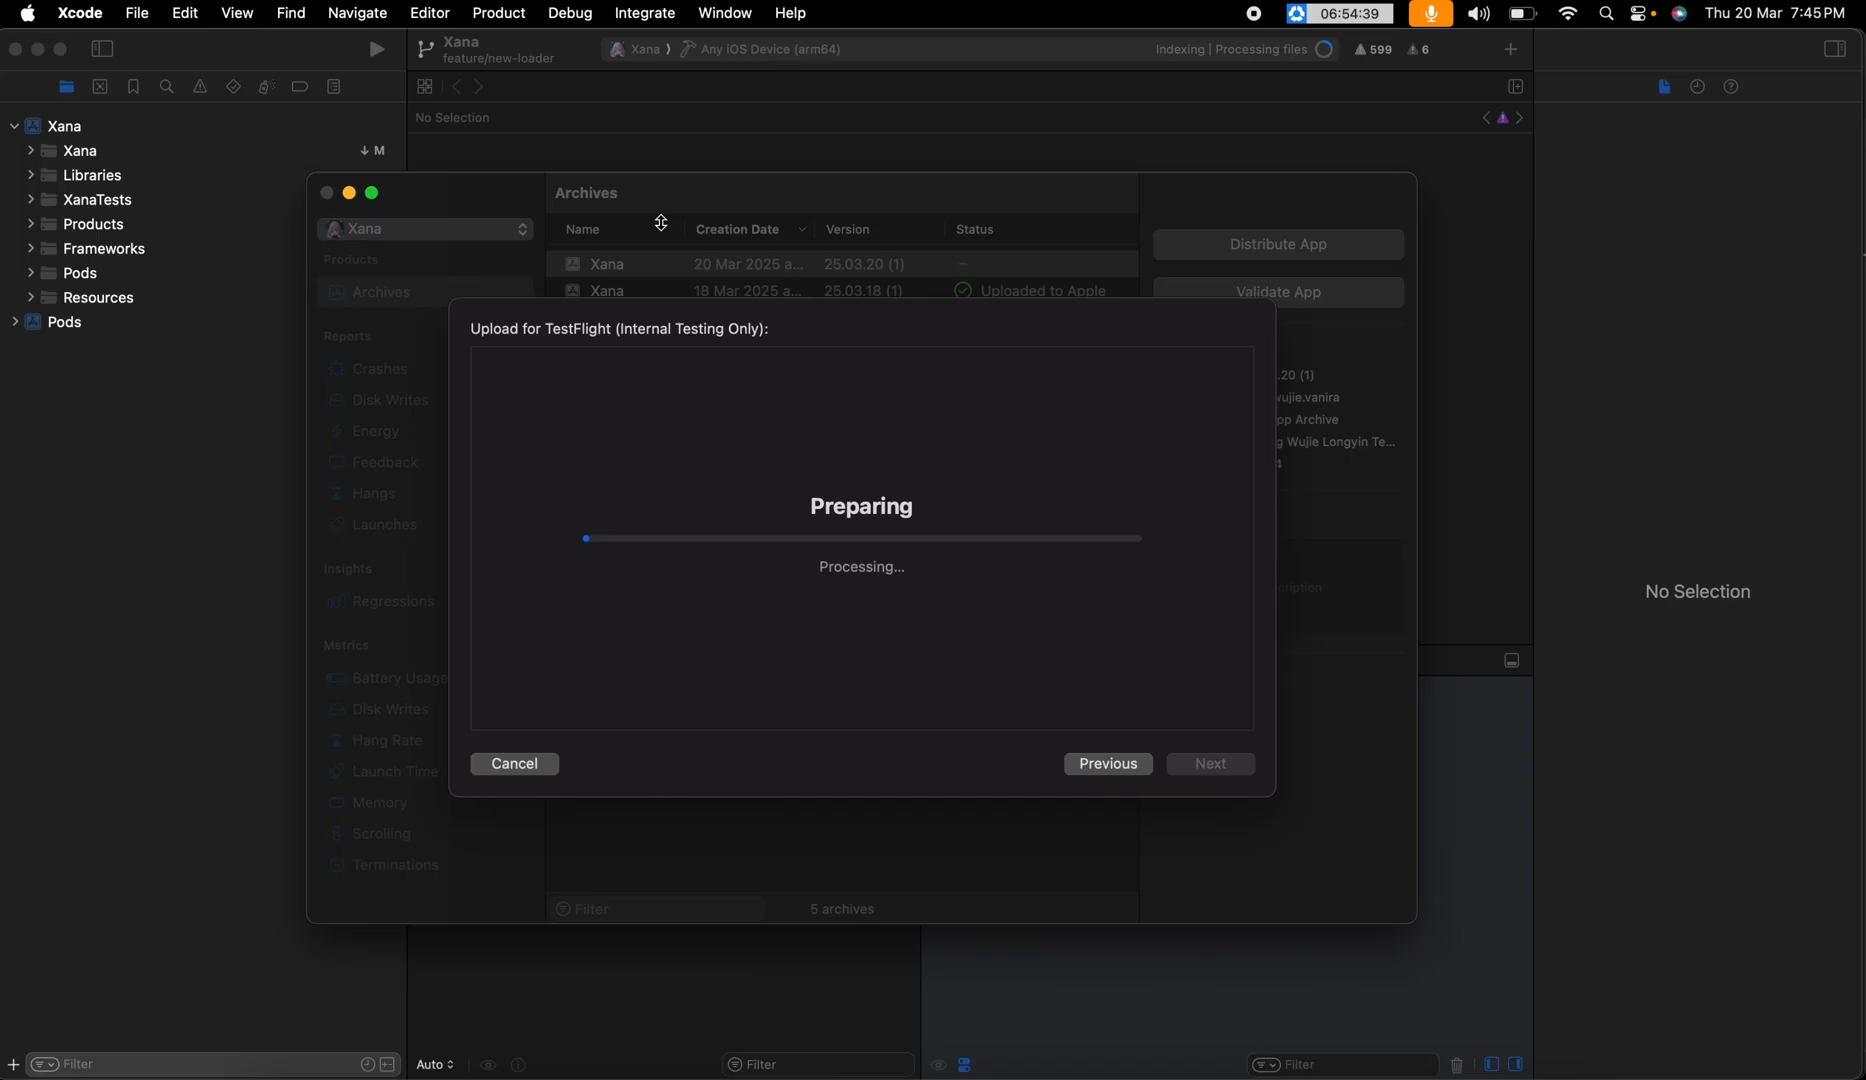 Xcode File Edit View Find Navigate Editor Product Debug Integrate Window Help 06:54:39 Thu 20 Mar 7:45 PM
Xana
feature/new-loader
Xana ⟩ Any iOS Device (arm64)
Indexing | Processing files
599 6
No Selection
Xana
Xana M
Libraries
XanaTests
Products
Frameworks
Pods
Resources
Pods
Xana
Products
Archives
Reports
Crashes
Disk Writes
Energy
Feedback
Hangs
Launches
Insights
Regressions
Metrics
Battery Usage
Disk Writes
Hang Rate
Launch Time
Memory
Scrolling
Terminations
Archives
Name Creation Date Version Status
Xana 20 Mar 2025 a... 25.03.20 (1) –
Xana 18 Mar 2025 a... 25.03.18 (1) Uploaded to Apple
Distribute App
Validate App
.20 (1)
wujie.vanira
pp Archive
g Wujie Longyin Te...
cription
Upload for TestFlight (Internal Testing Only):
Preparing
Processing...
Cancel Previous Next
Filter 5 archives
No Selection
Filter
Auto
Filter
Filter